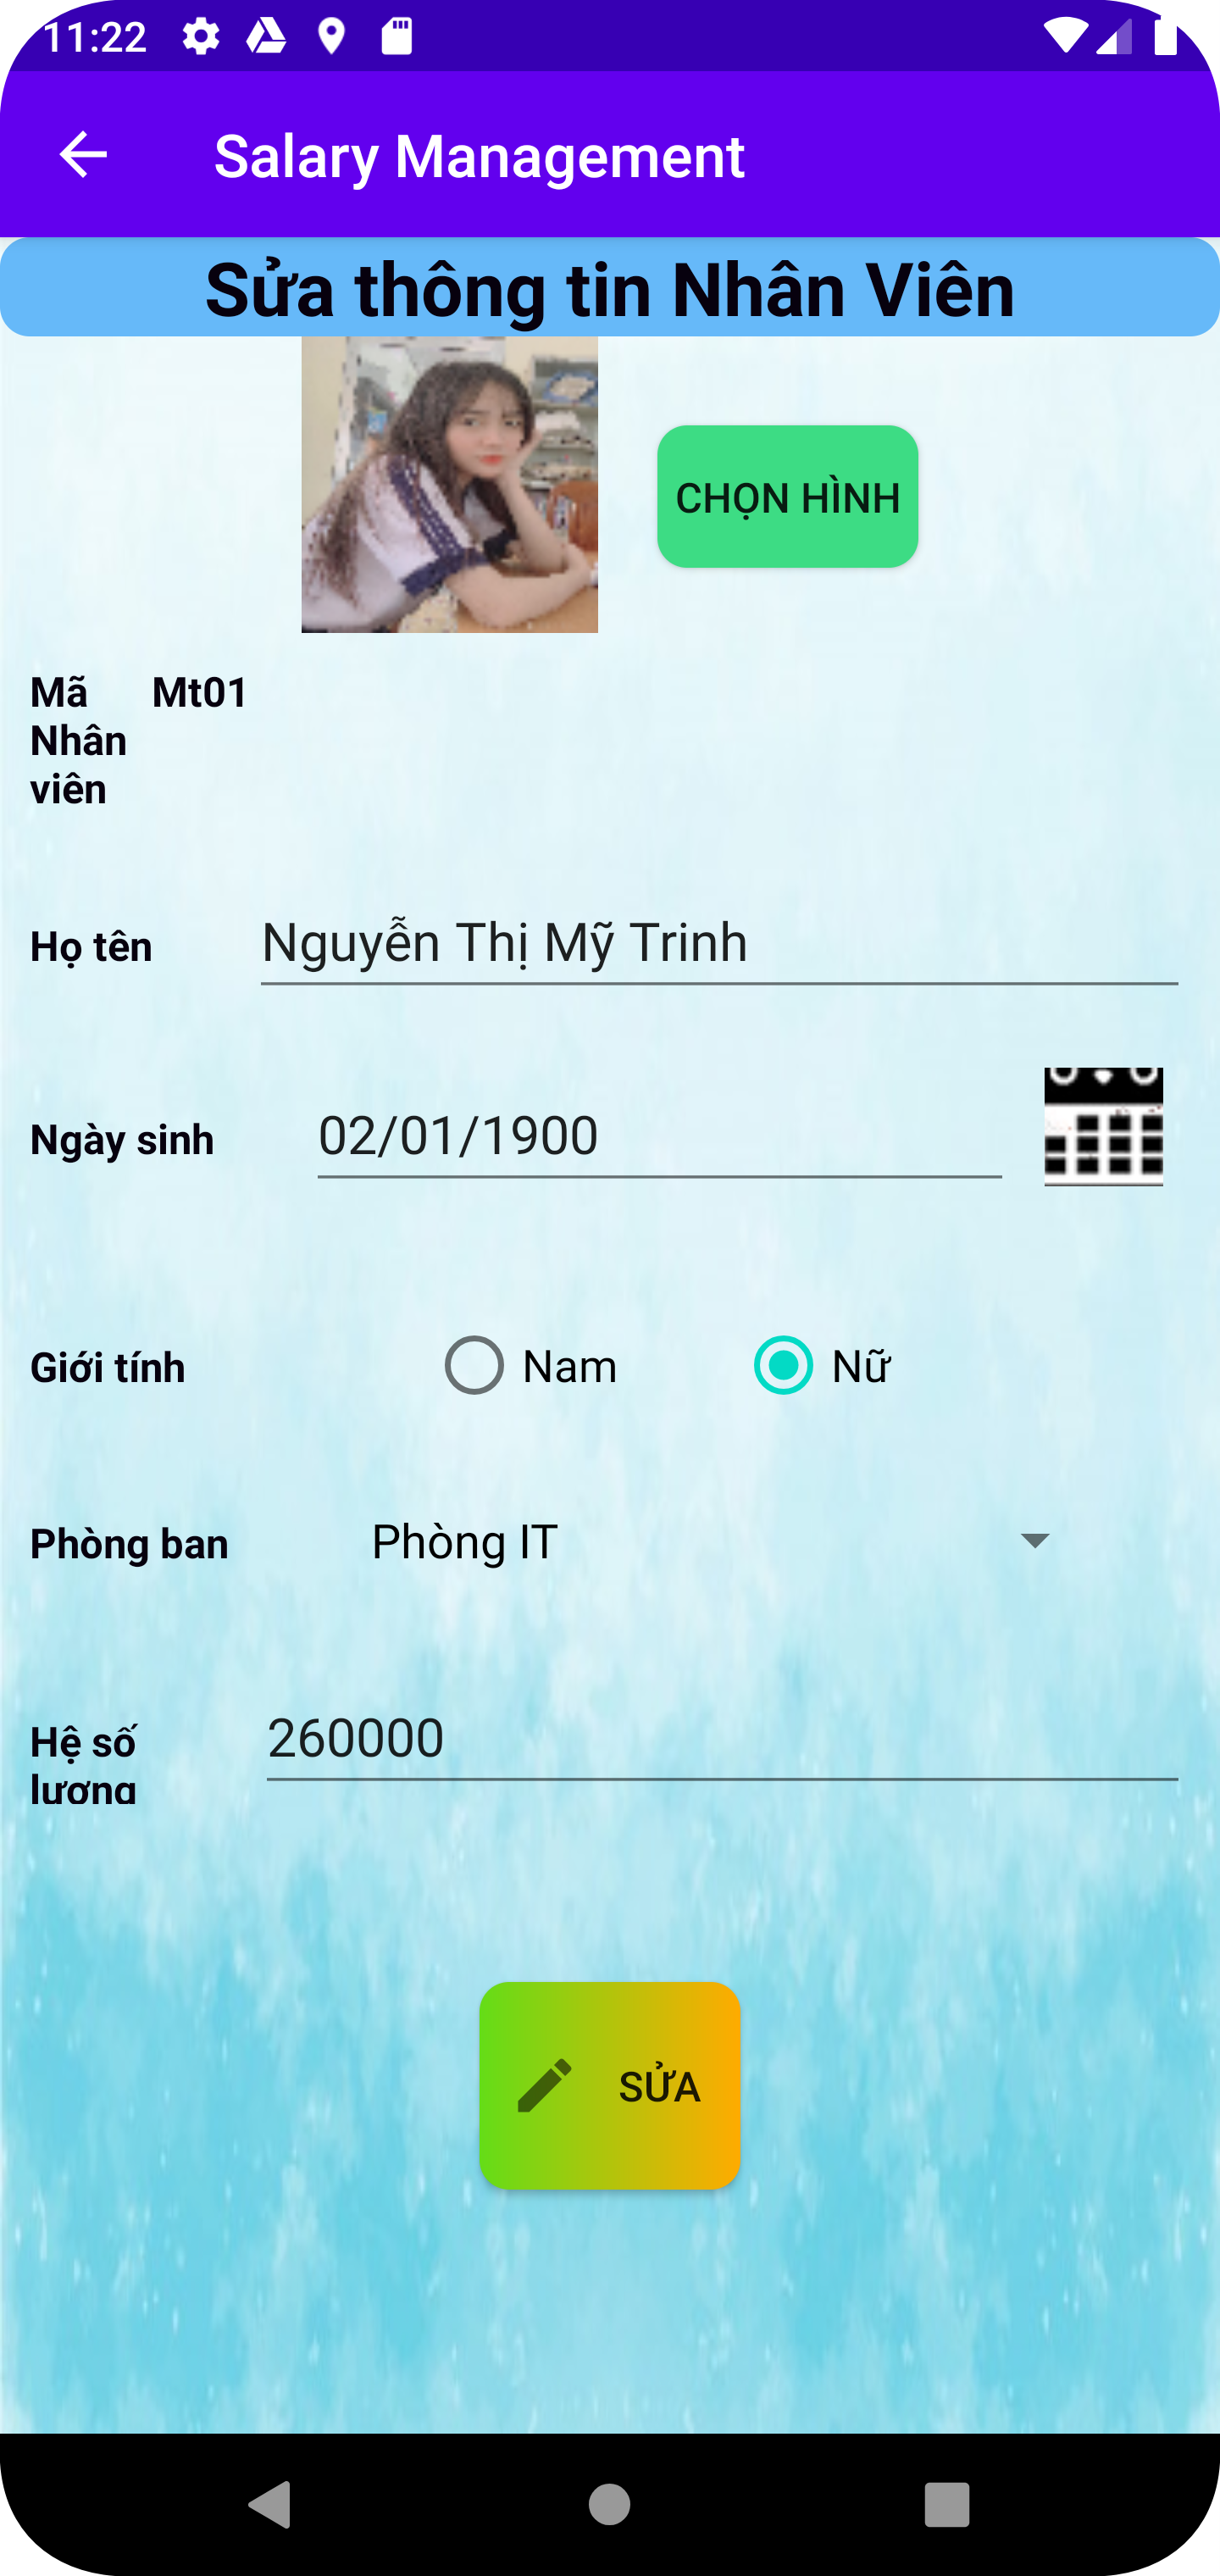 11:22
Salary Management
Sửa thông tin Nhân Viên
CHỌN HÌNH
Mã Nhân viên
Mt01
Họ tên
Nguyễn Thị Mỹ Trinh
Ngày sinh
02/01/1900
Giới tính
Nam
Nữ
Phòng ban
Phòng IT
Hệ số
lương
260000
SỬA